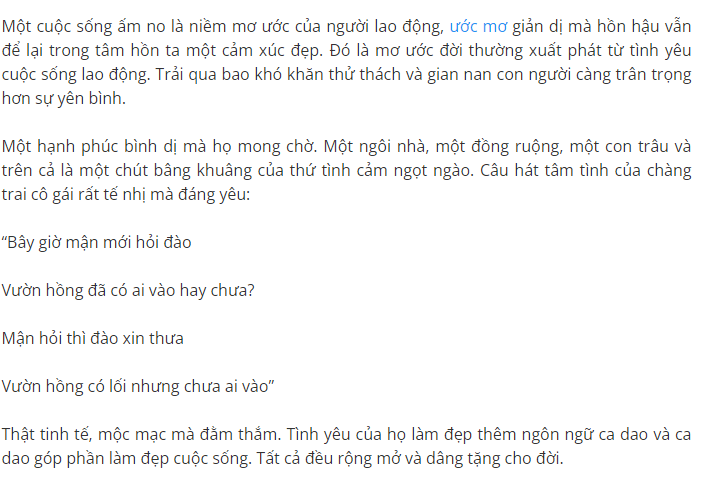 Một cuộc sống ấm no là niềm mơ ước của người lao động, ước mơ giản dị mà hồn hậu vẫn
để lại trong tâm hồn ta một cảm xúc đẹp. Đó là mơ ước đời thường xuất phát từ tình yêu
cuộc sống lao động. Trải qua bao khó khăn thử thách và gian nan con người càng trân trọng
hơn sự yên bình.
Một hạnh phúc bình dị mà họ mong chờ. Một ngôi nhà, một đồng ruộng, một con trâu và
trên cả là một chút bâng khuâng của thứ tình cảm ngọt ngào. Câu hát tâm tình của chàng
trai cô gái rất tế nhị mà đáng yêu:
“Bây giờ mận mới hỏi đào
Vườn hồng đã có ai vào hay chưa?
Mận hỏi thì đào xin thưa
Vườn hồng có lối nhưng chưa ai vào”
Thật tinh tế, mộc mạc mà đằm thắm. Tình yêu của họ làm đẹp thêm ngôn ngữ ca dao và ca
dao góp phần làm đẹp cuộc sống. Tất cả đều rộng mở và dâng tặng cho đời.